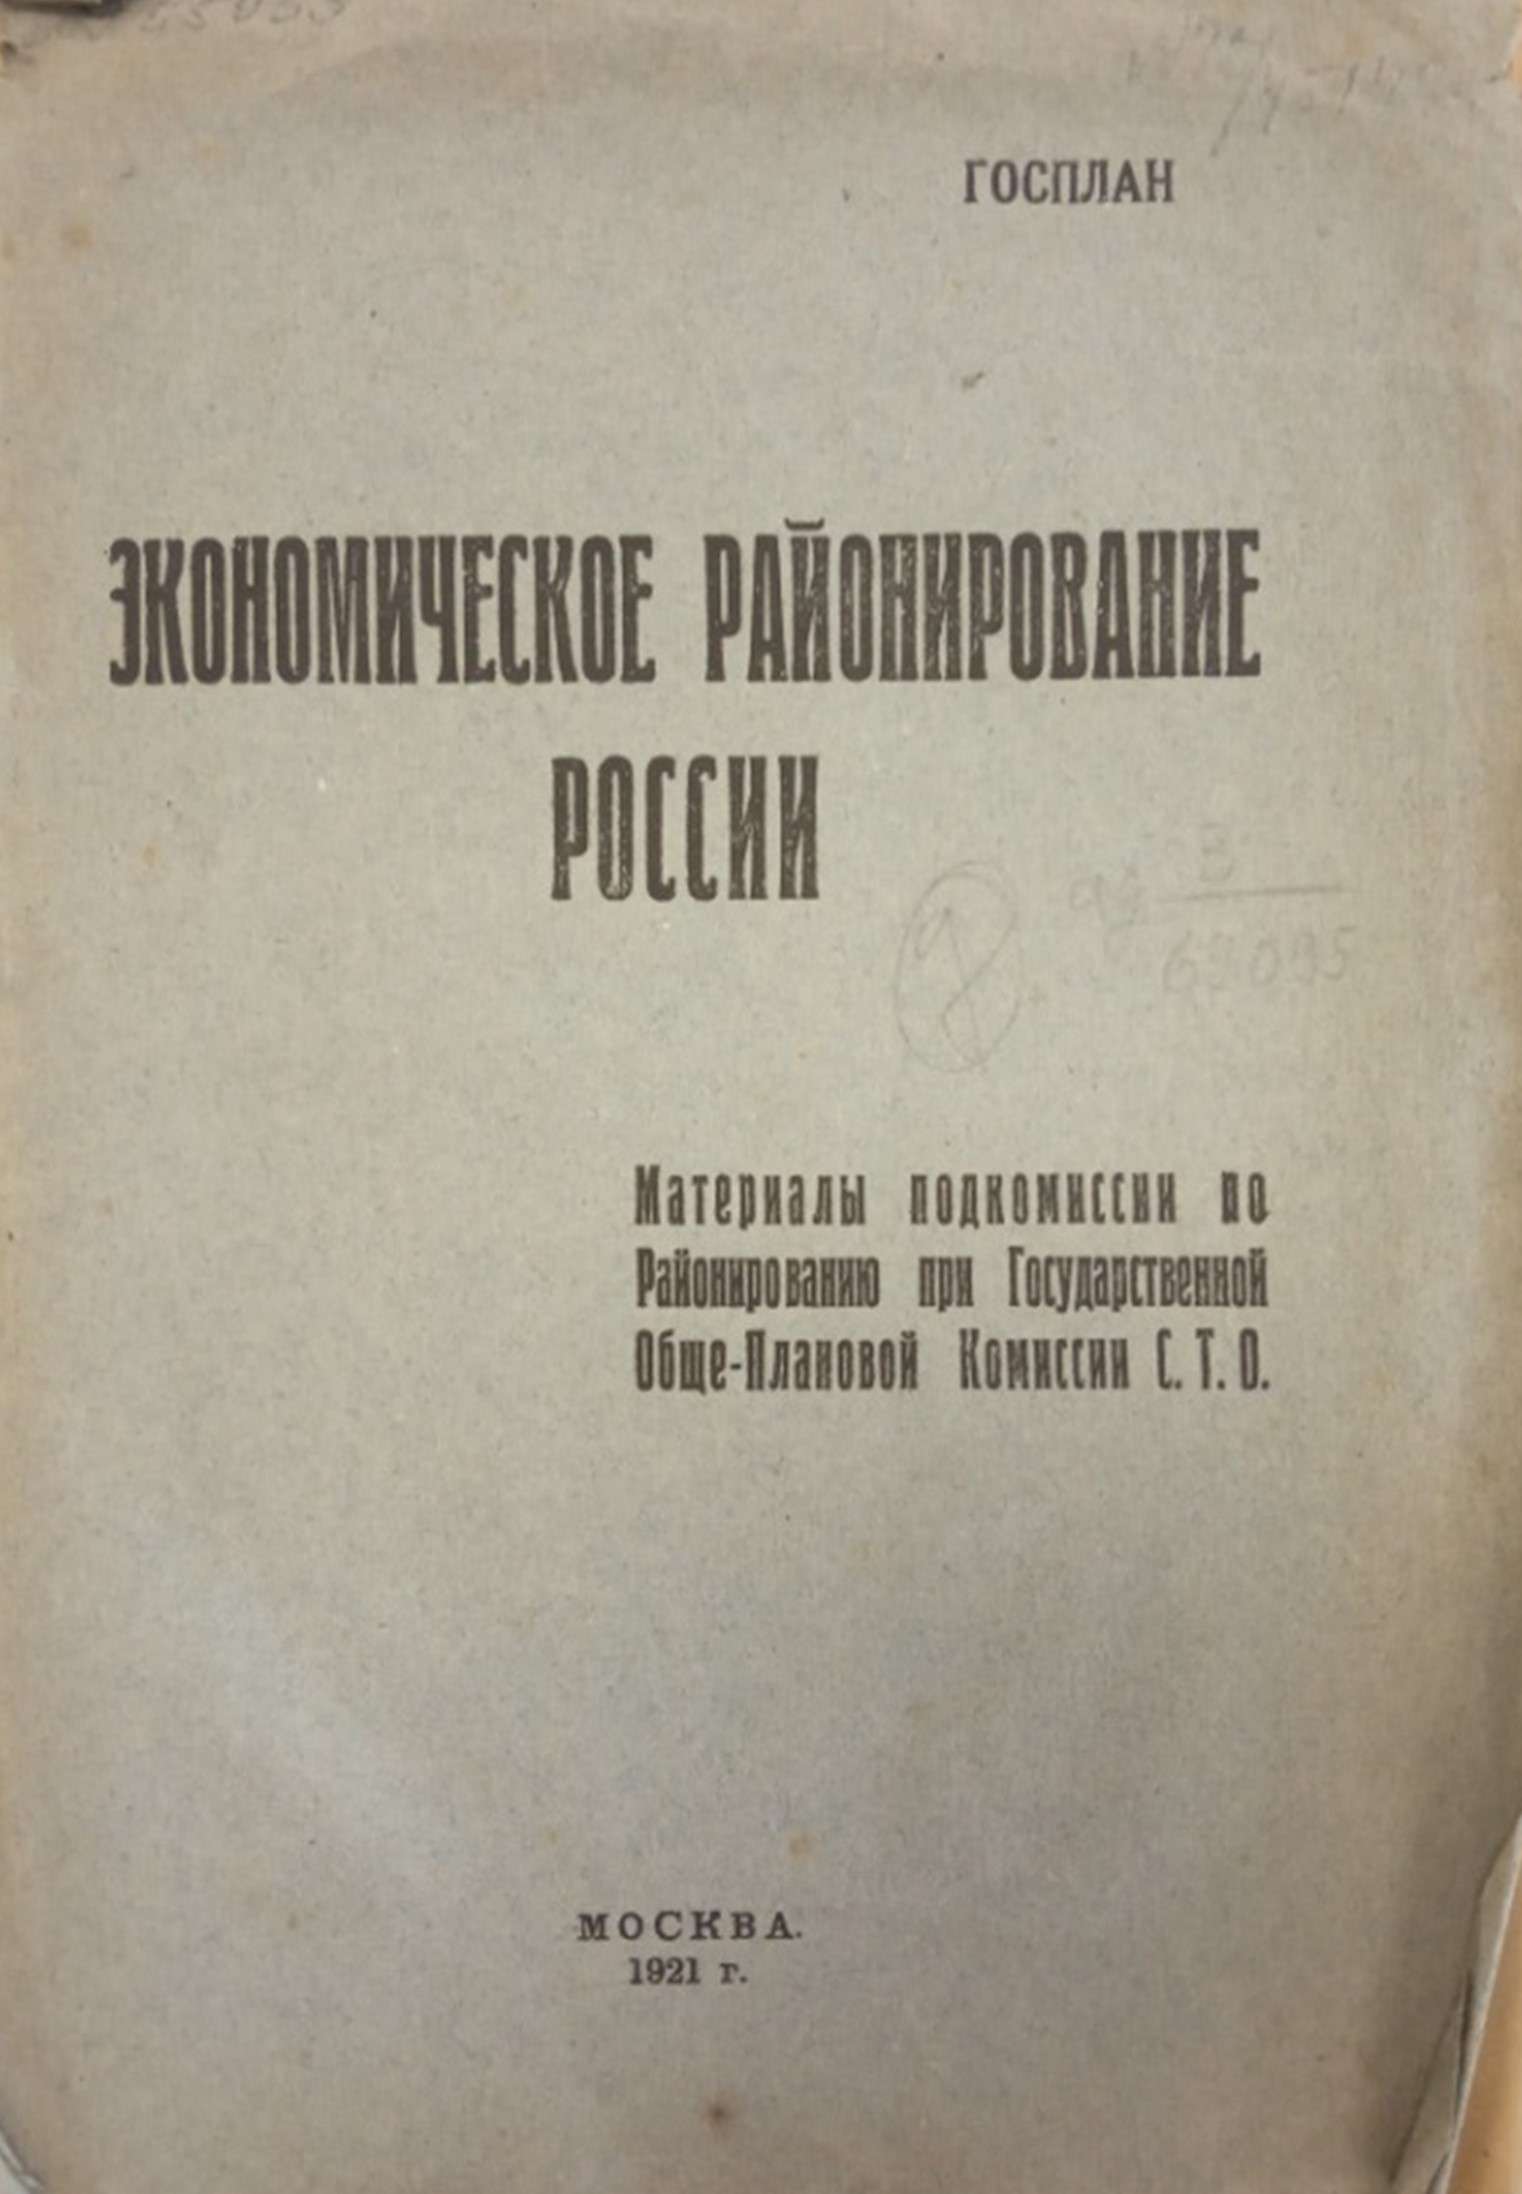 ГОСПЛАН
ЭКОНОМИЧЕСКОЕ РАЙОНИРОВАНИЕ
РОССИИ
Материалы подкомиссии по
Районированию при Государственной
Обще-Плановой Комиссии С. Т. О.
МОСКВА.
1921 г.